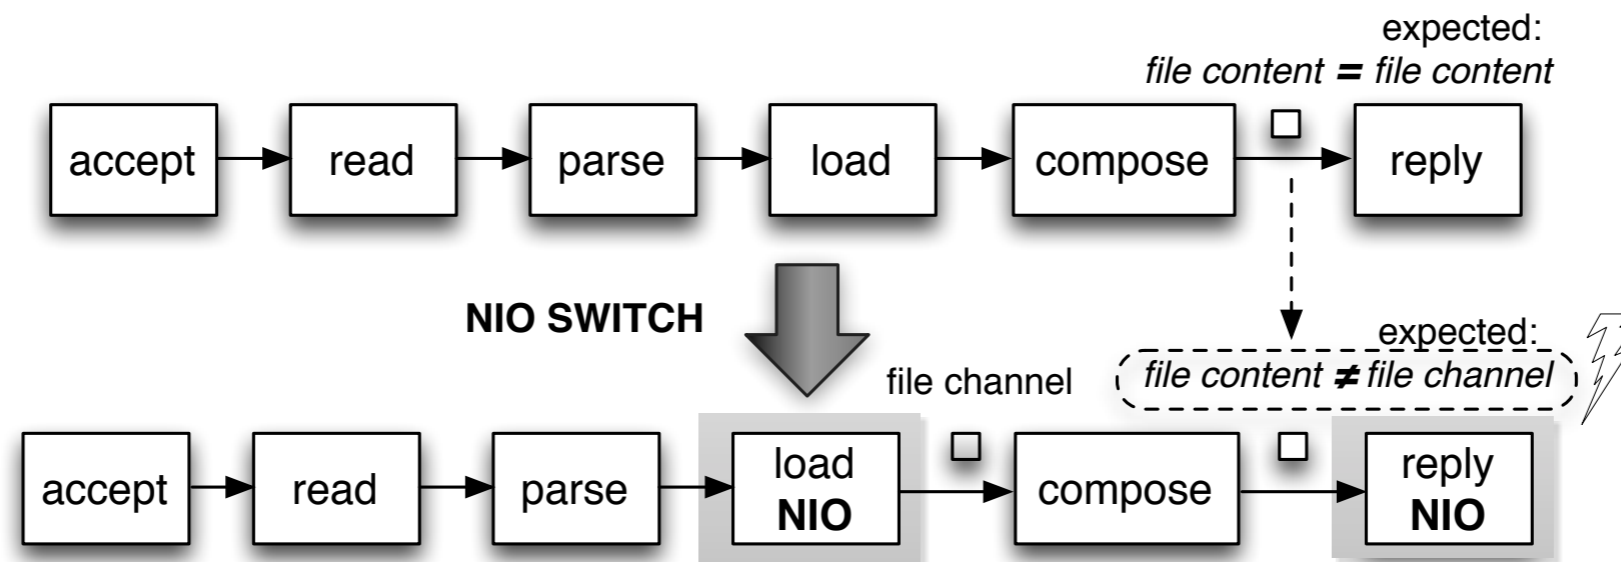 expected:
file content = file content
accept
read
parse
load
compose
reply
NIO SWITCH
expected:
file channel
file content ≠ file channel
accept
read
parse
load
NIO
compose
reply
NIO